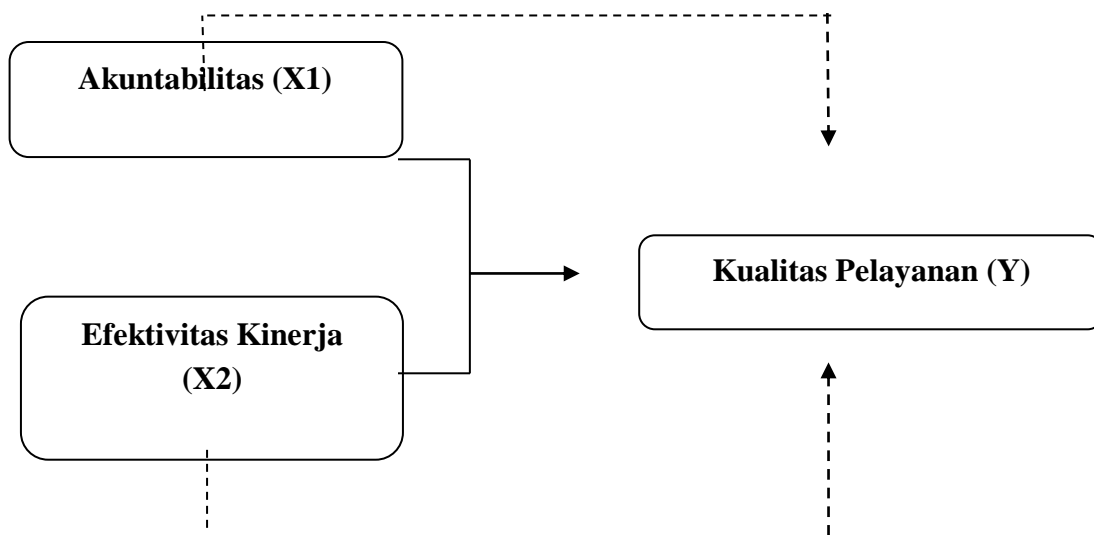 Akuntabilitas (X1)
Kualitas Pelayanan (Y)
Efektivitas Kinerja
(X2)